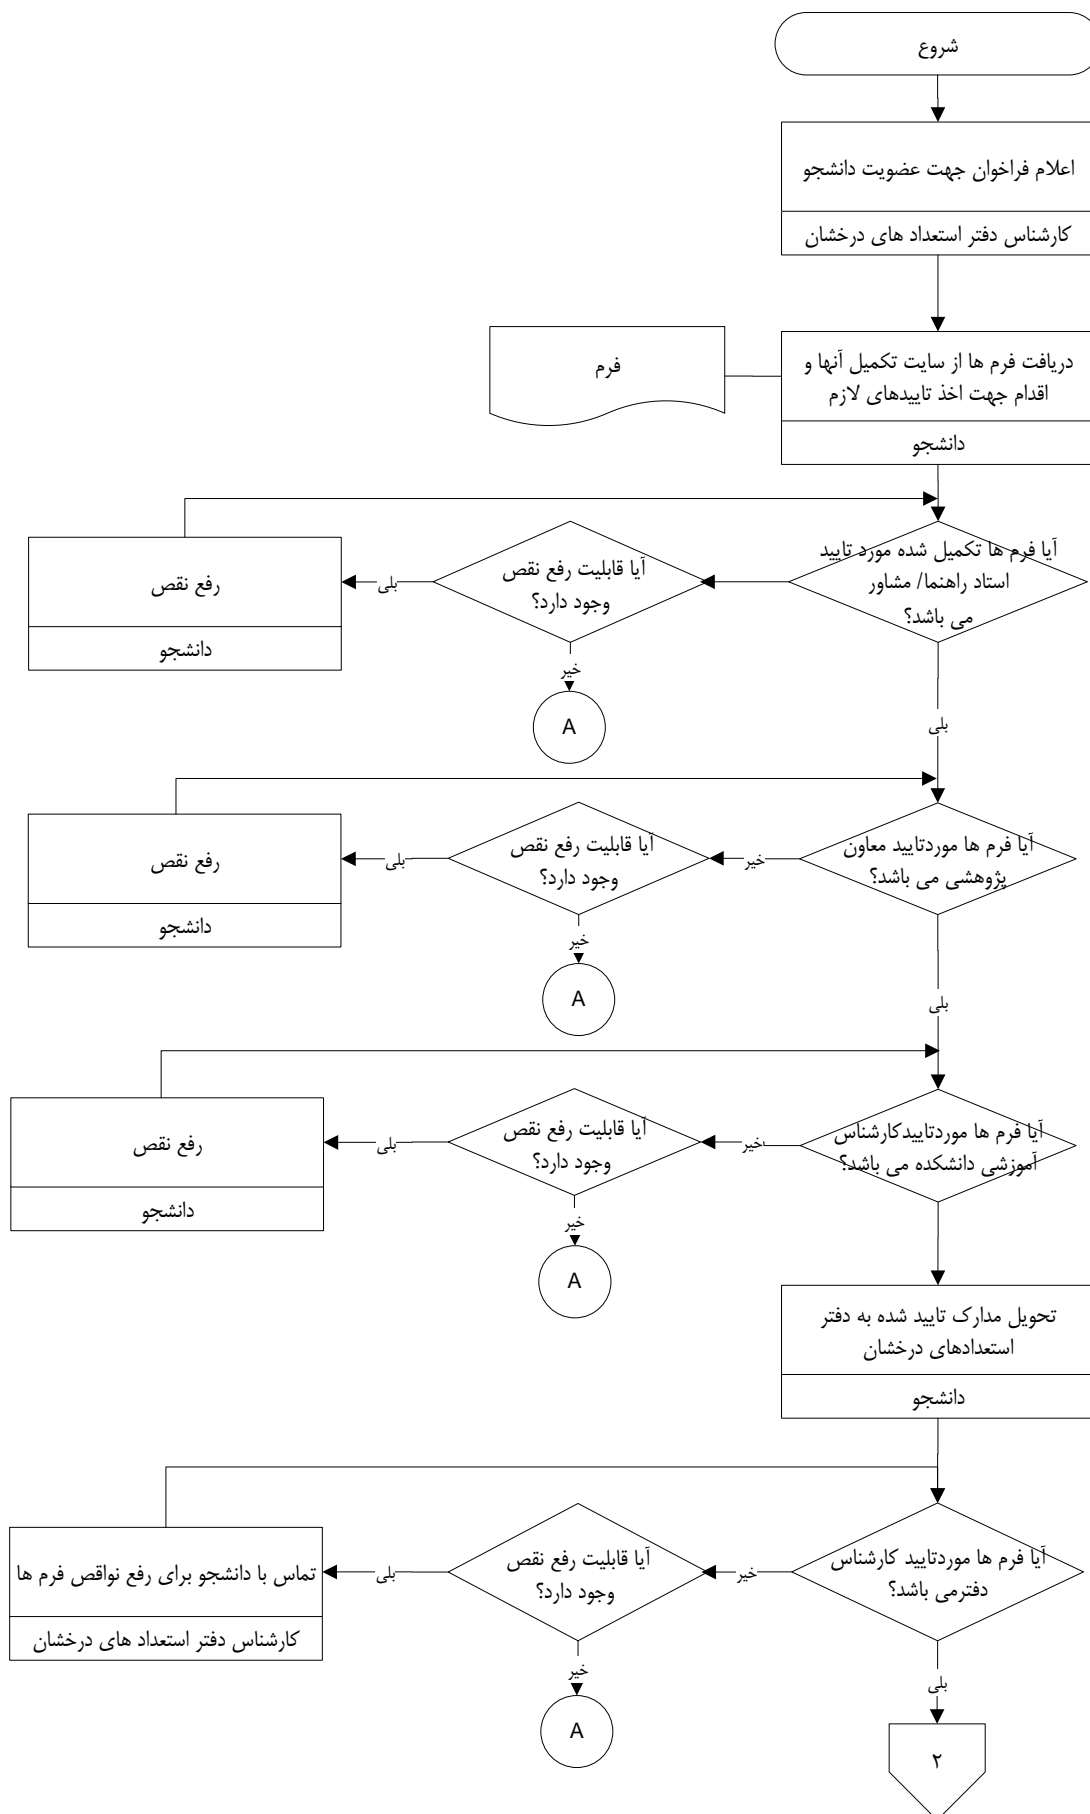 شروع
اعلام فراخوان جهت عضویت دانشجو
کارشناس دفتر استعداد های درخشان
دریافت فرم ها از سایت تکمیل آنها و
اقدام جهت اخذ تاییدهای لازم
دانشجو
فرم
آیا فرم ها تکمیل شده مورد تایید
استاد راهنما/ مشاور
می باشد؟
آیا قابلیت رفع نقص
وجود دارد؟
بلی
رفع نقص
دانشجو
خیر
A
بلی
آیا فرم ها موردتایید معاون
پژوهشی می باشد؟
خیر
آیا قابلیت رفع نقص
وجود دارد؟
بلی
رفع نقص
دانشجو
خیر
A
بلی
آیا فرم ها موردتاییدکارشناس
آموزشی دانشکده می باشد؟
خیر
آیا قابلیت رفع نقص
وجود دارد؟
بلی
رفع نقص
دانشجو
خیر
A
تحویل مدارک تایید شده به دفتر
استعدادهای درخشان
دانشجو
آیا فرم ها موردتایید کارشناس
دفترمی باشد؟
خیر
آیا قابلیت رفع نقص
وجود دارد؟
بلی
تماس با دانشجو برای رفع نواقص فرم ها
کارشناس دفتر استعداد های درخشان
خیر
A
بلی
۲